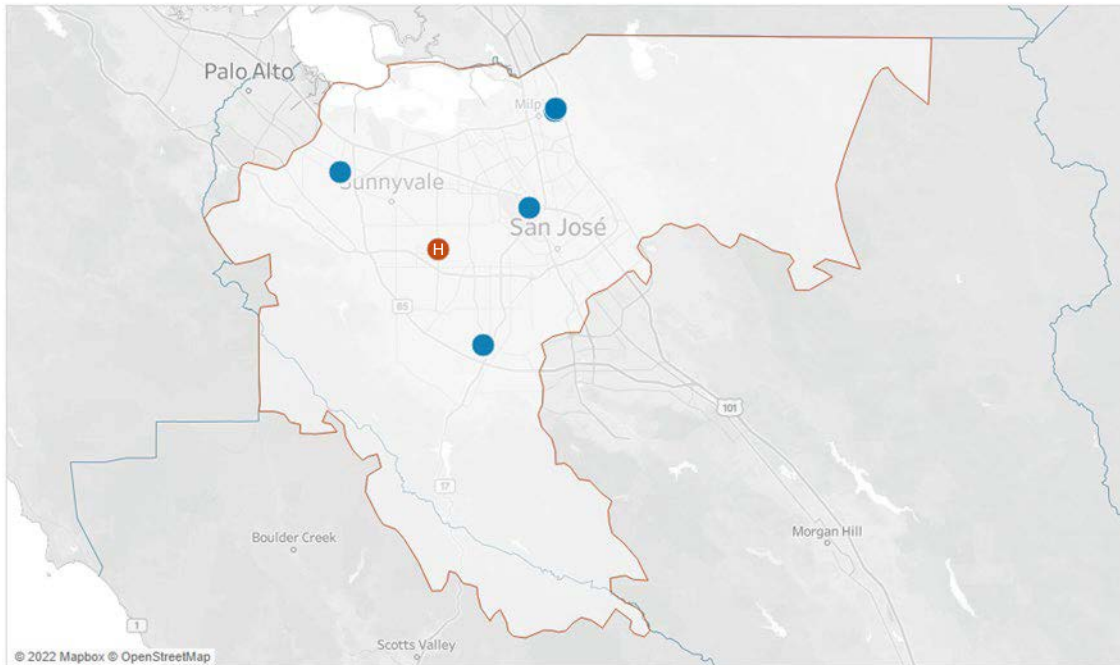 Palo Alto
Milp
Sunnyvale
San José
H
85
101
17
Morgan Hill
Boulder Creek
1
Scotts Valley
© 2022 Mapbox © OpenStreetMap